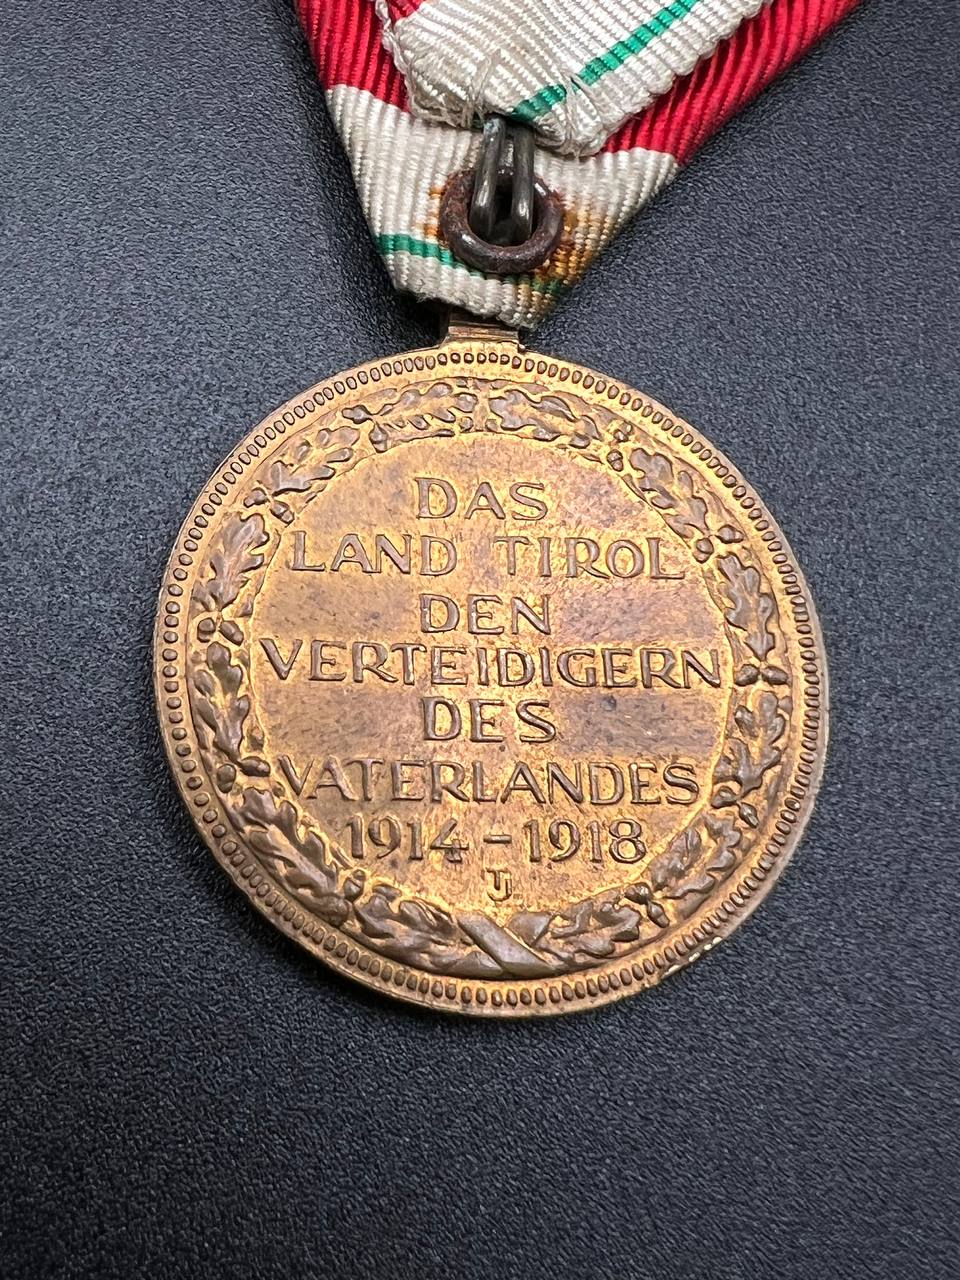 DAS
LAND TIROL
DEN
VERTEIDIGERN
DES
VATERLANDES
1914-1918